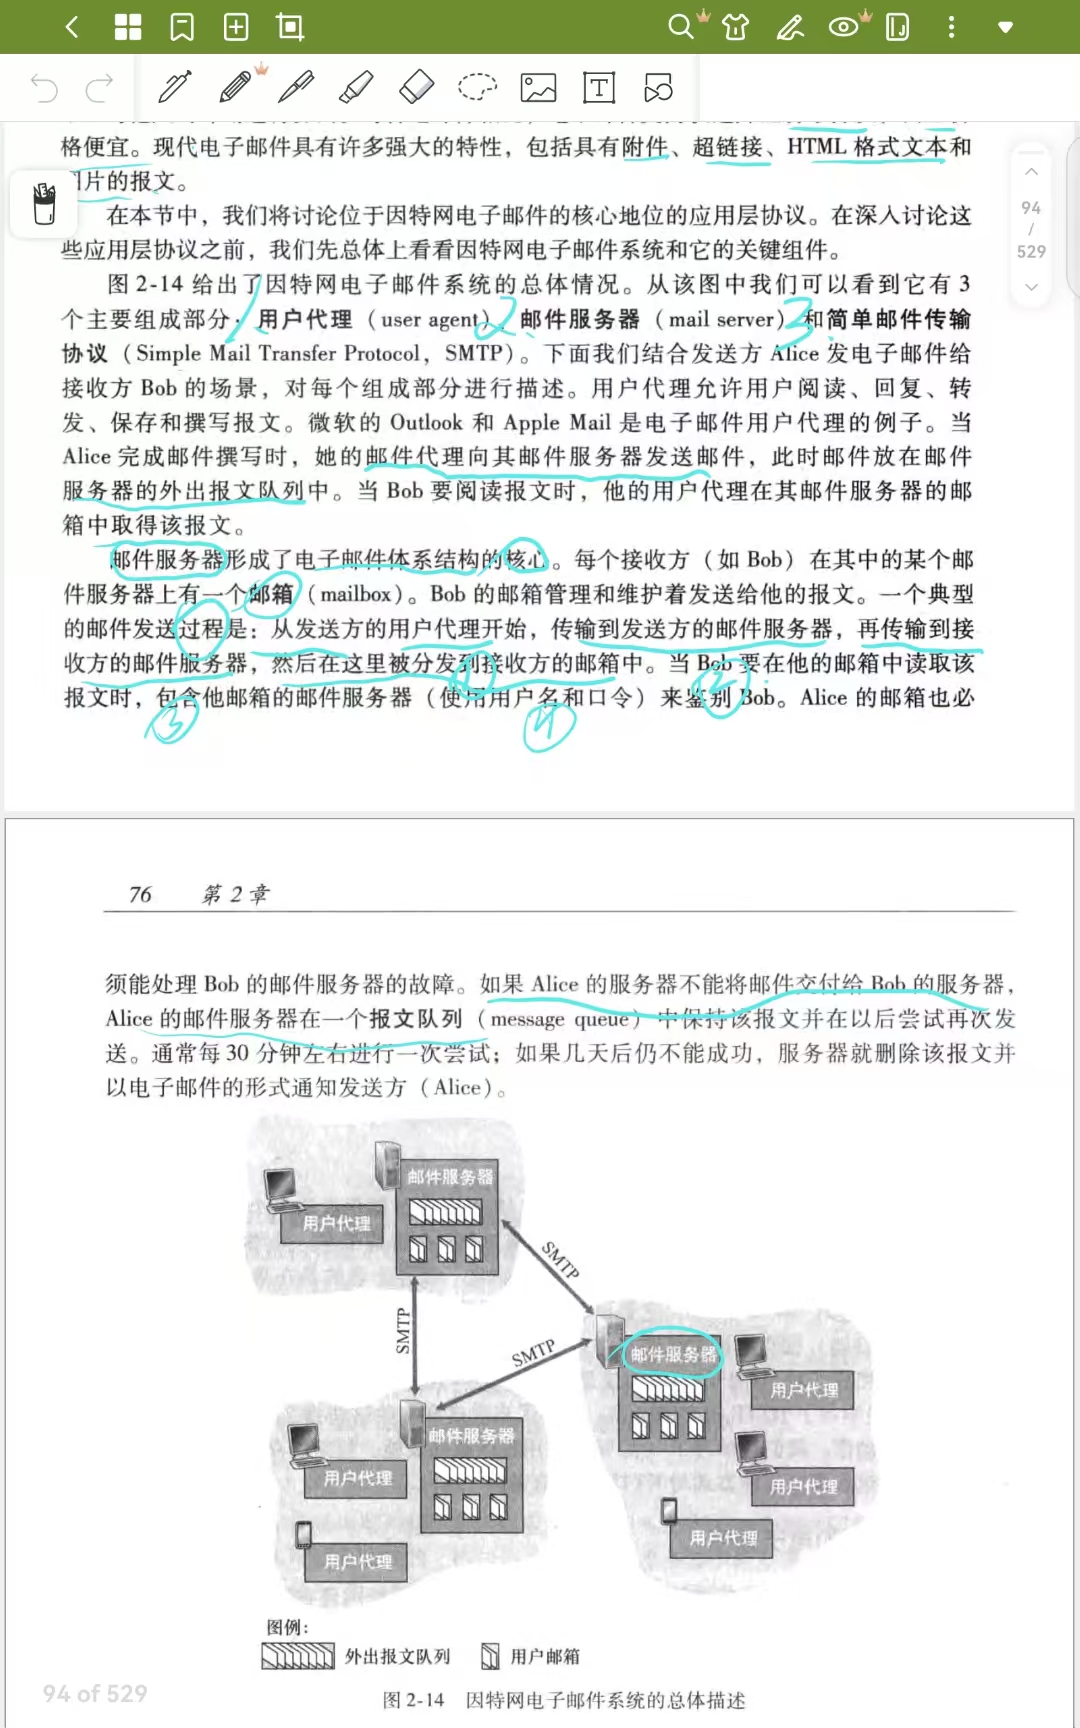 格便宜。现代电子邮件具有许多强大的特性，包括具有附件、超链接、HTML 格式文本和
片的报文。
94
/
529
在本节中，我们将讨论位于因特网电子邮件的核心地位的应用层协议。在深入讨论这
些应用层协议之前，我们先总体上看看因特网电子邮件系统和它的关键组件。
图 2-14 给出了因特网电子邮件系统的总体情况。从该图中我们可以看到它有 3
个主要组成部分：用户代理（user agent）、邮件服务器（mail server）和简单邮件传输
1、 2、 3.
协议（Simple Mail Transfer Protocol，SMTP）。下面我们结合发送方 Alice 发电子邮件给
接收方 Bob 的场景，对每个组成部分进行描述。用户代理允许用户阅读、回复、转
发、保存和撰写报文。微软的 Outlook 和 Apple Mail 是电子邮件用户代理的例子。当
Alice 完成邮件撰写时，她的邮件代理向其邮件服务器发送邮件，此时邮件放在邮件
服务器的外出报文队列中。当 Bob 要阅读报文时，他的用户代理在其邮件服务器的邮
箱中取得该报文。
邮件服务器形成了电子邮件体系结构的核心。每个接收方（如 Bob）在其中的某个邮
件服务器上有一个邮箱（mailbox）。Bob 的邮箱管理和维护着发送给他的报文。一个典型
的邮件发送过程是：从发送方的用户代理开始，传输到发送方的邮件服务器，再传输到接
收方的邮件服务器，然后在这里被分发到接收方的邮箱中。当 Bob 要在他的邮箱中读取该
① ②
报文时，包含他邮箱的邮件服务器（使用用户名和口令）来鉴别 Bob。Alice 的邮箱也必
③ ④
76 第 2 章
须能处理 Bob 的邮件服务器的故障。如果 Alice 的服务器不能将邮件交付给 Bob 的服务器，
Alice 的邮件服务器在一个报文队列（message queue）中保持该报文并在以后尝试再次发
送。通常每 30 分钟左右进行一次尝试；如果几天后仍不能成功，服务器就删除该报文并
以电子邮件的形式通知发送方（Alice）。
邮件服务器
用户代理
SMTP
SMTP
SMTP
邮件服务器
用户代理
用户代理
用户代理
邮件服务器
用户代理
用户代理
图例：
外出报文队列 用户邮箱
94 of 529
图 2-14 因特网电子邮件系统的总体描述